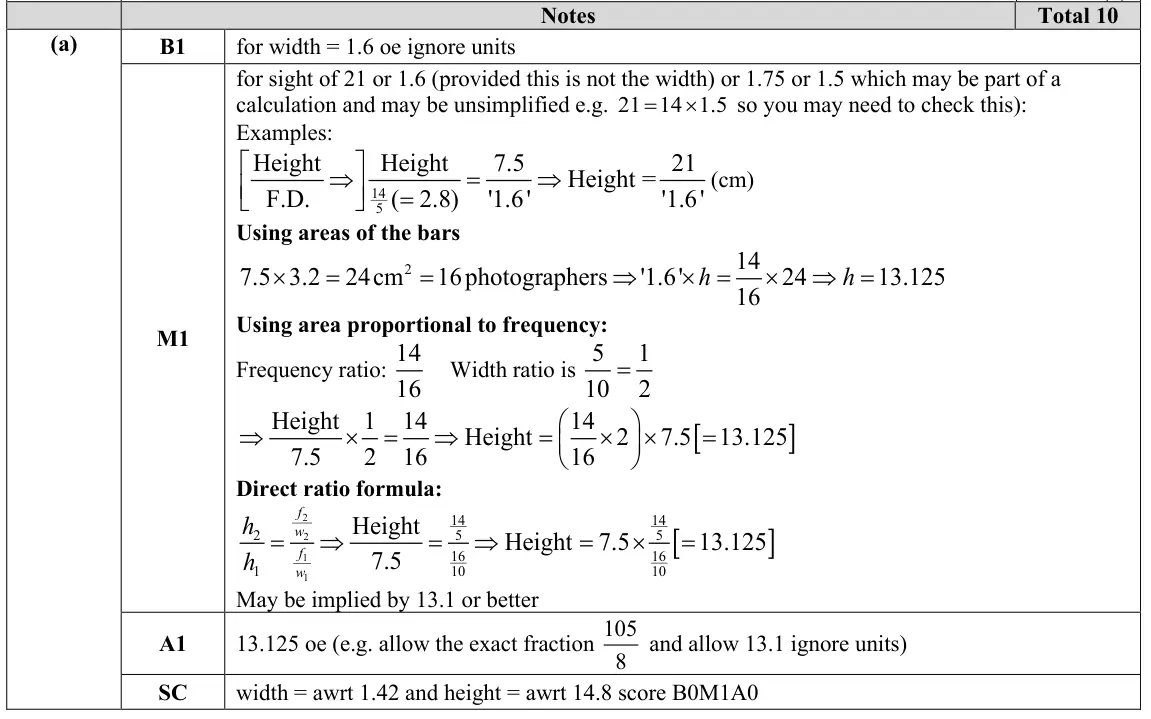 Notes Total 10
(a) B1 for width = 1.6 oe ignore units
M1 for sight of 21 or 1.6 (provided this is not the width) or 1.75 or 1.5 which may be part of a
calculation and may be unsimplified e.g. 21 = 14 × 1.5 so you may need to check this):
Examples:
[Height/F.D. ⇒] Height/(14/5 (= 2.8)) = 7.5/'1.6' ⇒ Height = 21/'1.6' (cm)
Using areas of the bars
7.5 × 3.2 = 24 cm² = 16 photographers ⇒ '1.6' × h = 14/16 × 24 ⇒ h = 13.125
Using area proportional to frequency:
Frequency ratio: 14/16 Width ratio is 5/10 = 1/2
⇒ Height/7.5 × 1/2 = 14/16 ⇒ Height = (14/16 × 2) × 7.5 [= 13.125]
Direct ratio formula:
h₂/h₁ = (f₂/w₂)/(f₁/w₁) ⇒ Height/7.5 = (14/5)/(16/10) ⇒ Height = 7.5 × (14/5)/(16/10) [= 13.125]
May be implied by 13.1 or better
A1 13.125 oe (e.g. allow the exact fraction 105/8 and allow 13.1 ignore units)
SC width = awrt 1.42 and height = awrt 14.8 score B0M1A0